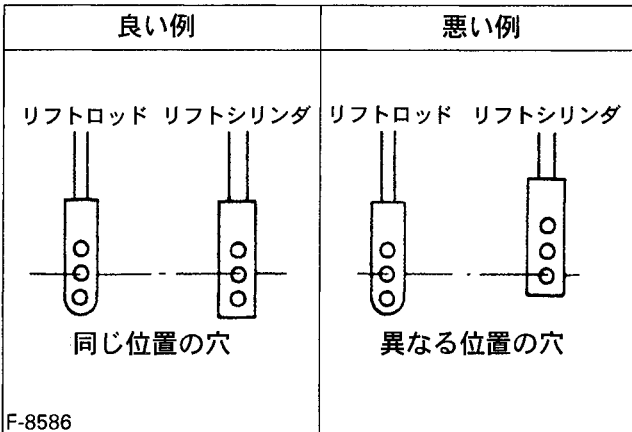 良い例
悪い例
リフトロッド リフトシリンダ
リフトロッド リフトシリンダ
同じ位置の穴
異なる位置の穴
F-8586